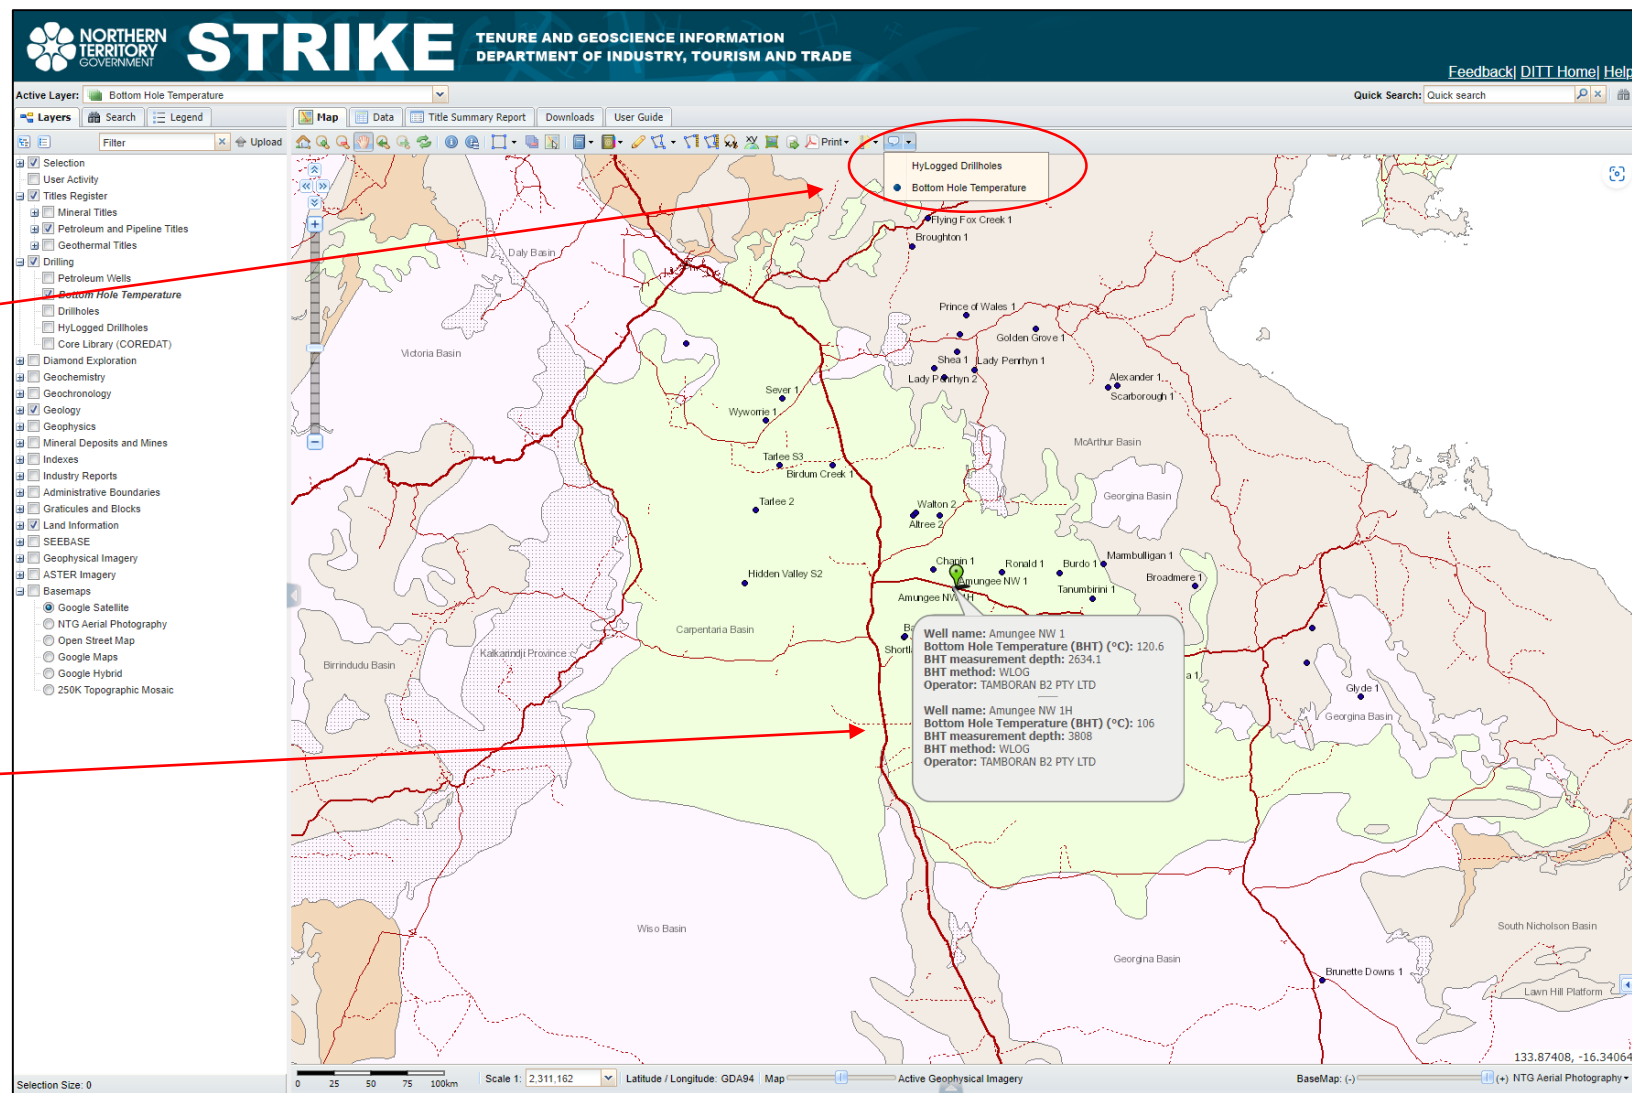 NORTHERN
TERRITORY
GOVERNMENT
STRIKE
TENURE AND GEOSCIENCE INFORMATION
DEPARTMENT OF INDUSTRY, TOURISM AND TRADE
Feedback| DITT Home| Help
Active Layer: Bottom Hole Temperature
Quick Search: Quick search
Layers Search Legend
Map Data Title Summary Report Downloads User Guide
Filter Upload
Print
HyLogged Drillholes
Bottom Hole Temperature
Selection
User Activity
Titles Register
Mineral Titles
Petroleum and Pipeline Titles
Geothermal Titles
Drilling
Petroleum Wells
Bottom Hole Temperature
Drillholes
HyLogged Drillholes
Core Library (COREDAT)
Diamond Exploration
Geochemistry
Geochronology
Geology
Geophysics
Mineral Deposits and Mines
Indexes
Industry Reports
Administrative Boundaries
Graticules and Blocks
Land Information
SEEBASE
Geophysical Imagery
ASTER Imagery
Basemaps
Google Satellite
NTG Aerial Photography
Open Street Map
Google Maps
Google Hybrid
250K Topographic Mosaic
Flying Fox Creek 1
Broughton 1
Daly Basin
Prince of Wales 1
Golden Grove 1
Victoria Basin
Shea 1 Lady Penrhyn 1
Lady Penrhyn 2
Alexander 1
Scarborough 1
Sever 1
Wyworrie 1
McArthur Basin
Tarlee S3
Birdum Creek 1
Georgina Basin
Tarlee 2
Walton 2
Altree 2
Chanin 1
Ronald 1
Burdo 1
Marmbulligan 1
Hidden Valley S2
Amungee NW 1
Broadmere 1
Tanumbirini 1
Amungee NW 1H
Carpentaria Basin
Kalkarindji Province
Birrindudu Basin
Well name: Amungee NW 1
Bottom Hole Temperature (BHT) (ºC): 120.6
BHT measurement depth: 2634.1
BHT method: WLOG
Operator: TAMBORAN B2 PTY LTD
Well name: Amungee NW 1H
Bottom Hole Temperature (BHT) (ºC): 106
BHT measurement depth: 3808
BHT method: WLOG
Operator: TAMBORAN B2 PTY LTD
Glyde 1
Georgina Basin
Wiso Basin
South Nicholson Basin
Georgina Basin
Brunette Downs 1
Lawn Hill Platform
133.87408, -16.34064
Selection Size: 0
0 25 50 75 100km
Scale 1: 2,311,162
Latitude / Longitude: GDA94
Map Active Geophysical Imagery
BaseMap: (-) (+) NTG Aerial Photography